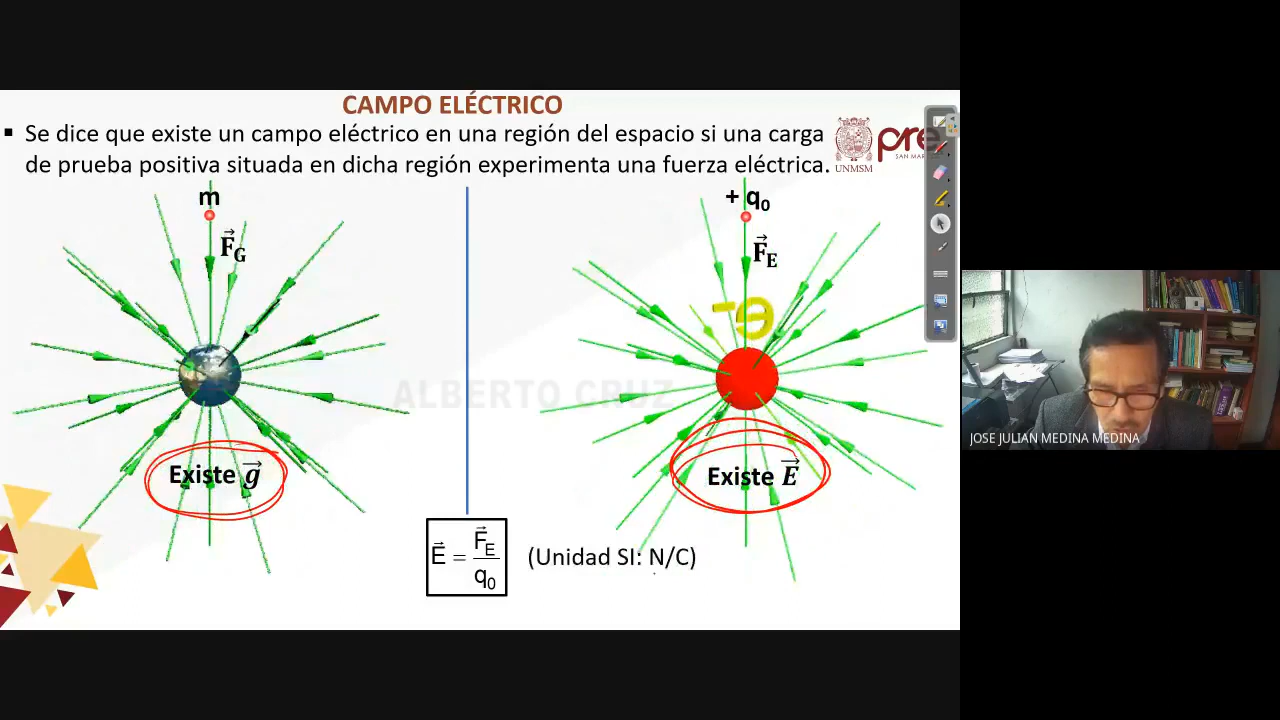 CAMPO ELÉCTRICO
▪ Se dice que existe un campo eléctrico en una región del espacio si una carga
de prueba positiva situada en dicha región experimenta una fuerza eléctrica.
UNMSM
pre
SAN MAR
m
F⃗G
+ q₀
F⃗E
-Q
ALBERTO CRUZ
Existe g⃗
Existe E⃗
E⃗ = F⃗E / q₀
(Unidad SI: N/C)
JOSE JULIAN MEDINA MEDINA